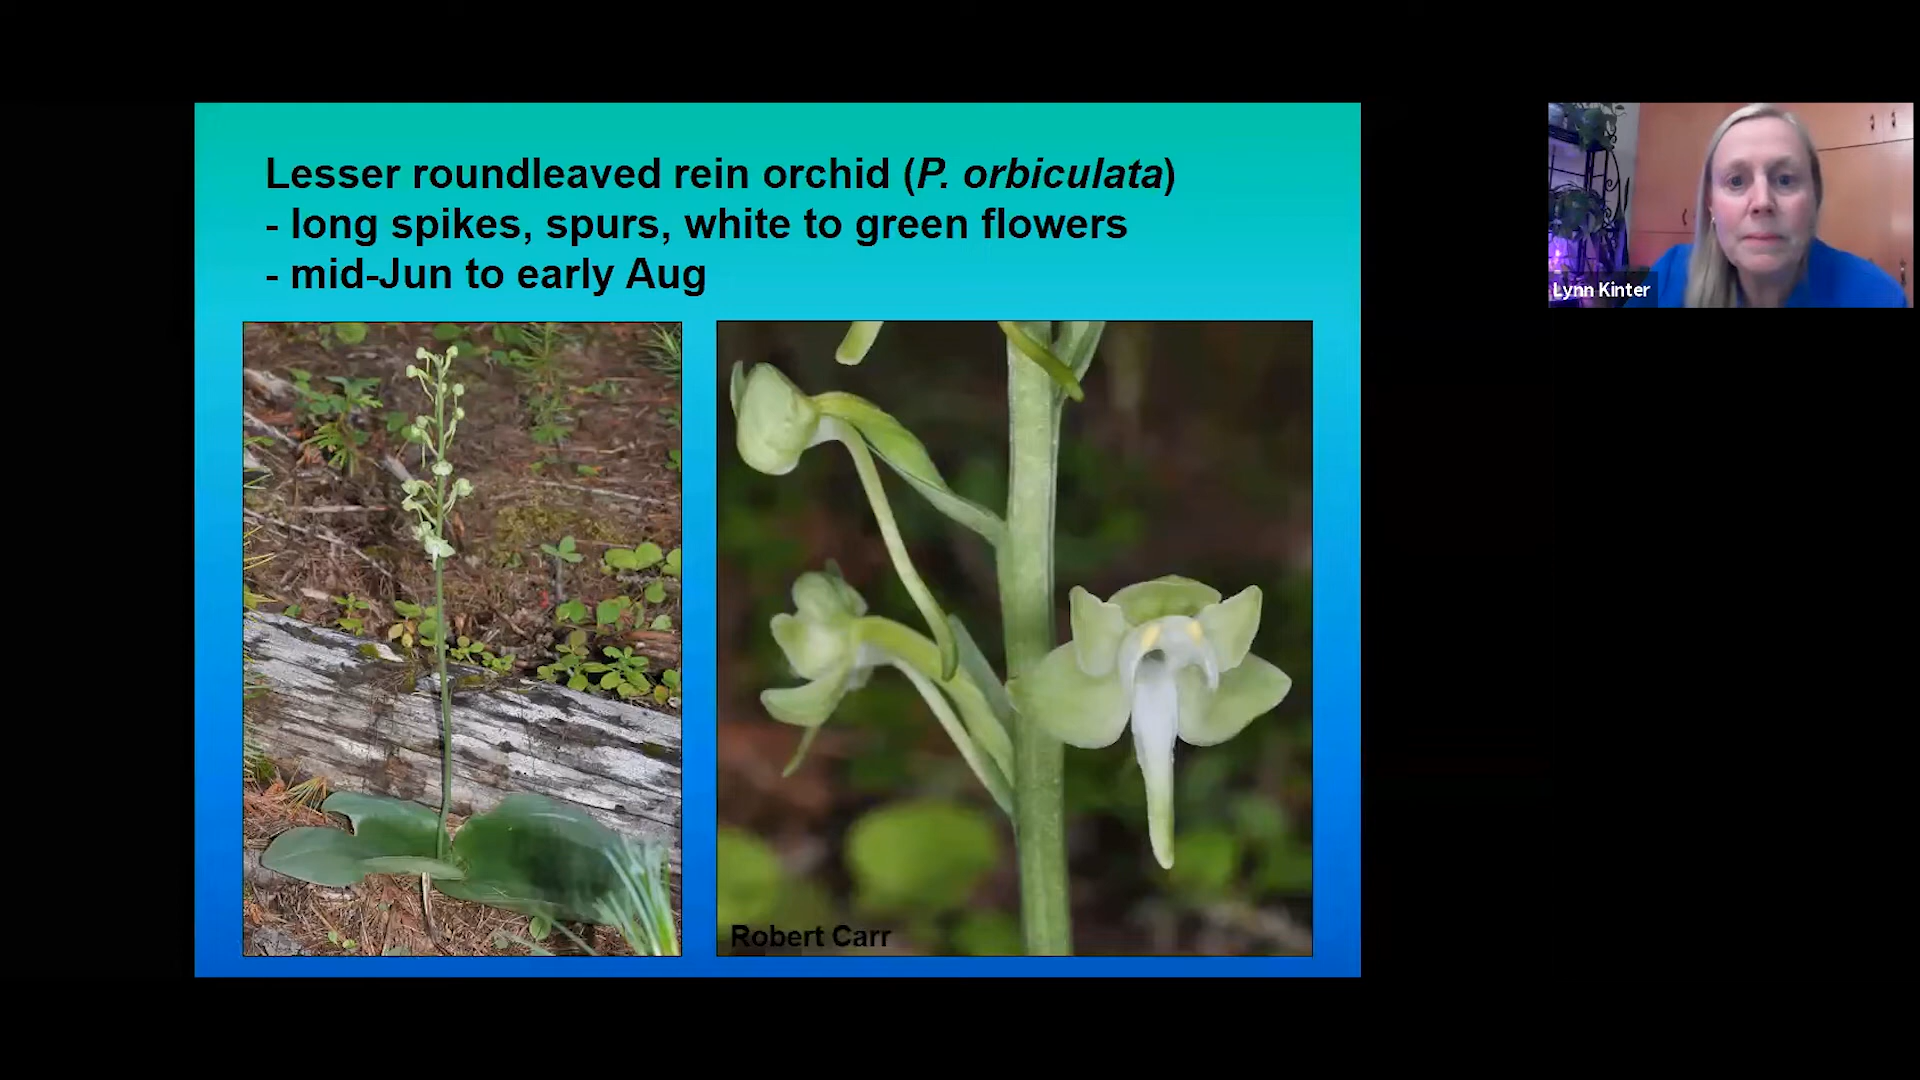 Lesser roundleaved rein orchid (P. orbiculata)
- long spikes, spurs, white to green flowers
- mid-Jun to early Aug
Lynn Kinter
Robert Carr